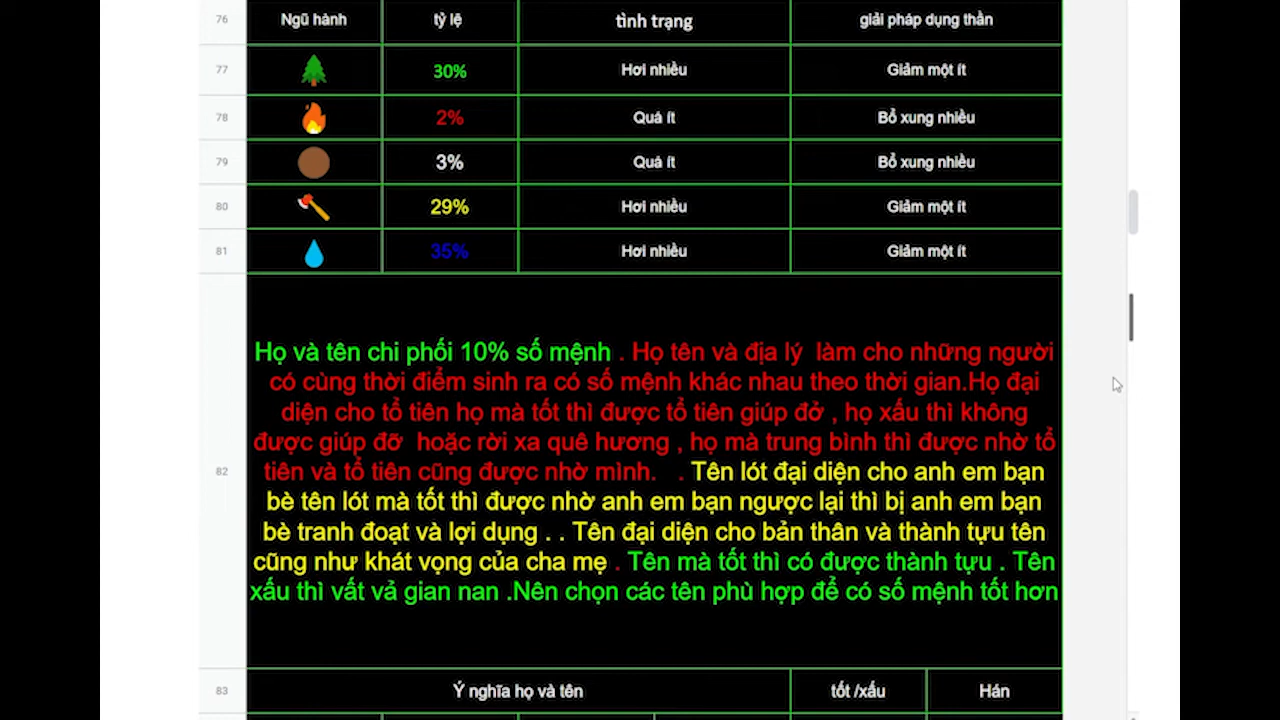 76 Ngũ hành tỷ lệ tình trạng giải pháp dụng thần
77 30% Hơi nhiều Giảm một ít
78 2% Quá ít Bổ xung nhiều
79 3% Quá ít Bổ xung nhiều
80 29% Hơi nhiều Giảm một ít
81 35% Hơi nhiều Giảm một ít
Họ và tên chi phối 10% số mệnh . Họ tên và địa lý làm cho những người
có cùng thời điểm sinh ra có số mệnh khác nhau theo thời gian.Họ đại
diện cho tổ tiên họ mà tốt thì được tổ tiên giúp đở , họ xấu thì không
được giúp đỡ hoặc rời xa quê hương , họ mà trung bình thì được nhờ tổ
82 tiên và tổ tiên cũng được nhờ mình. . Tên lót đại diện cho anh em bạn
bè tên lót mà tốt thì được nhờ anh em bạn ngược lại thì bị anh em bạn
bè tranh đoạt và lợi dụng . . Tên đại diện cho bản thân và thành tựu tên
cũng như khát vọng của cha mẹ . Tên mà tốt thì có được thành tựu . Tên
xấu thì vất vả gian nan .Nên chọn các tên phù hợp để có số mệnh tốt hơn
83 Ý nghĩa họ và tên tốt /xấu Hán